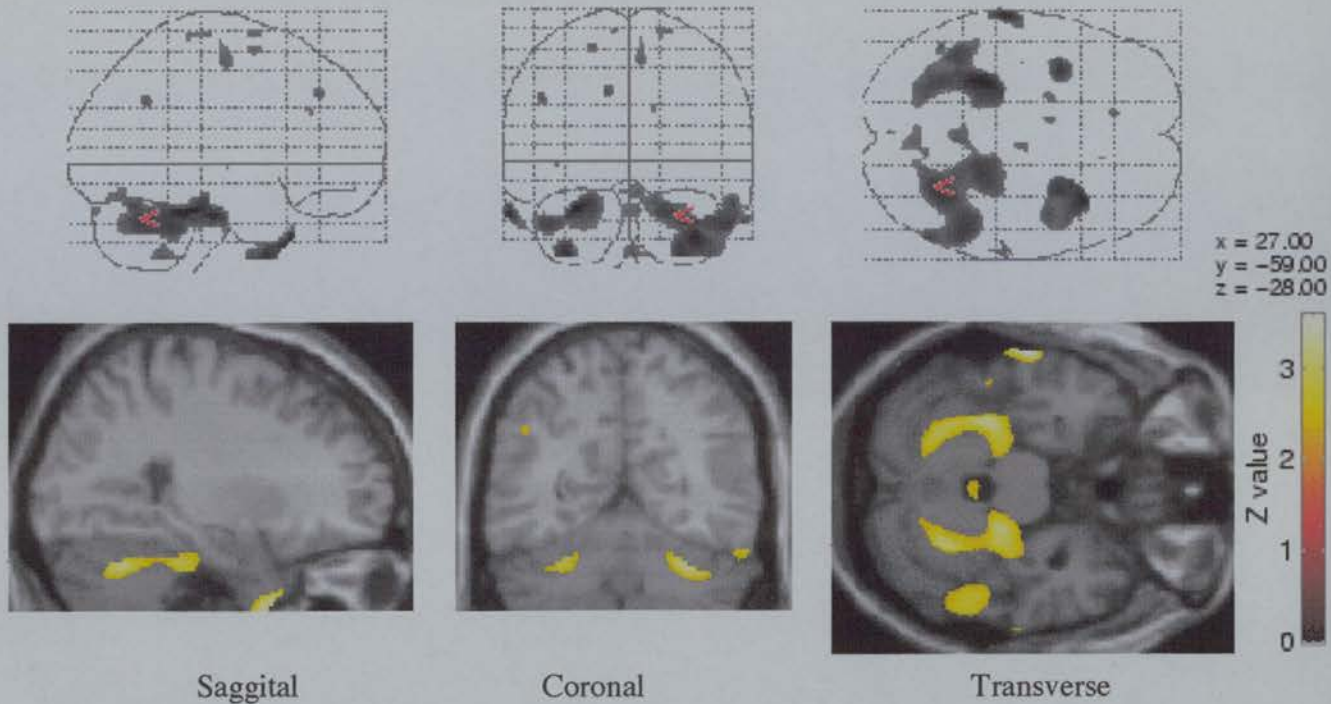 x = 27.00
y = -59.00
z = -28.00
3
2
1
0
Z value
Saggital
Coronal
Transverse